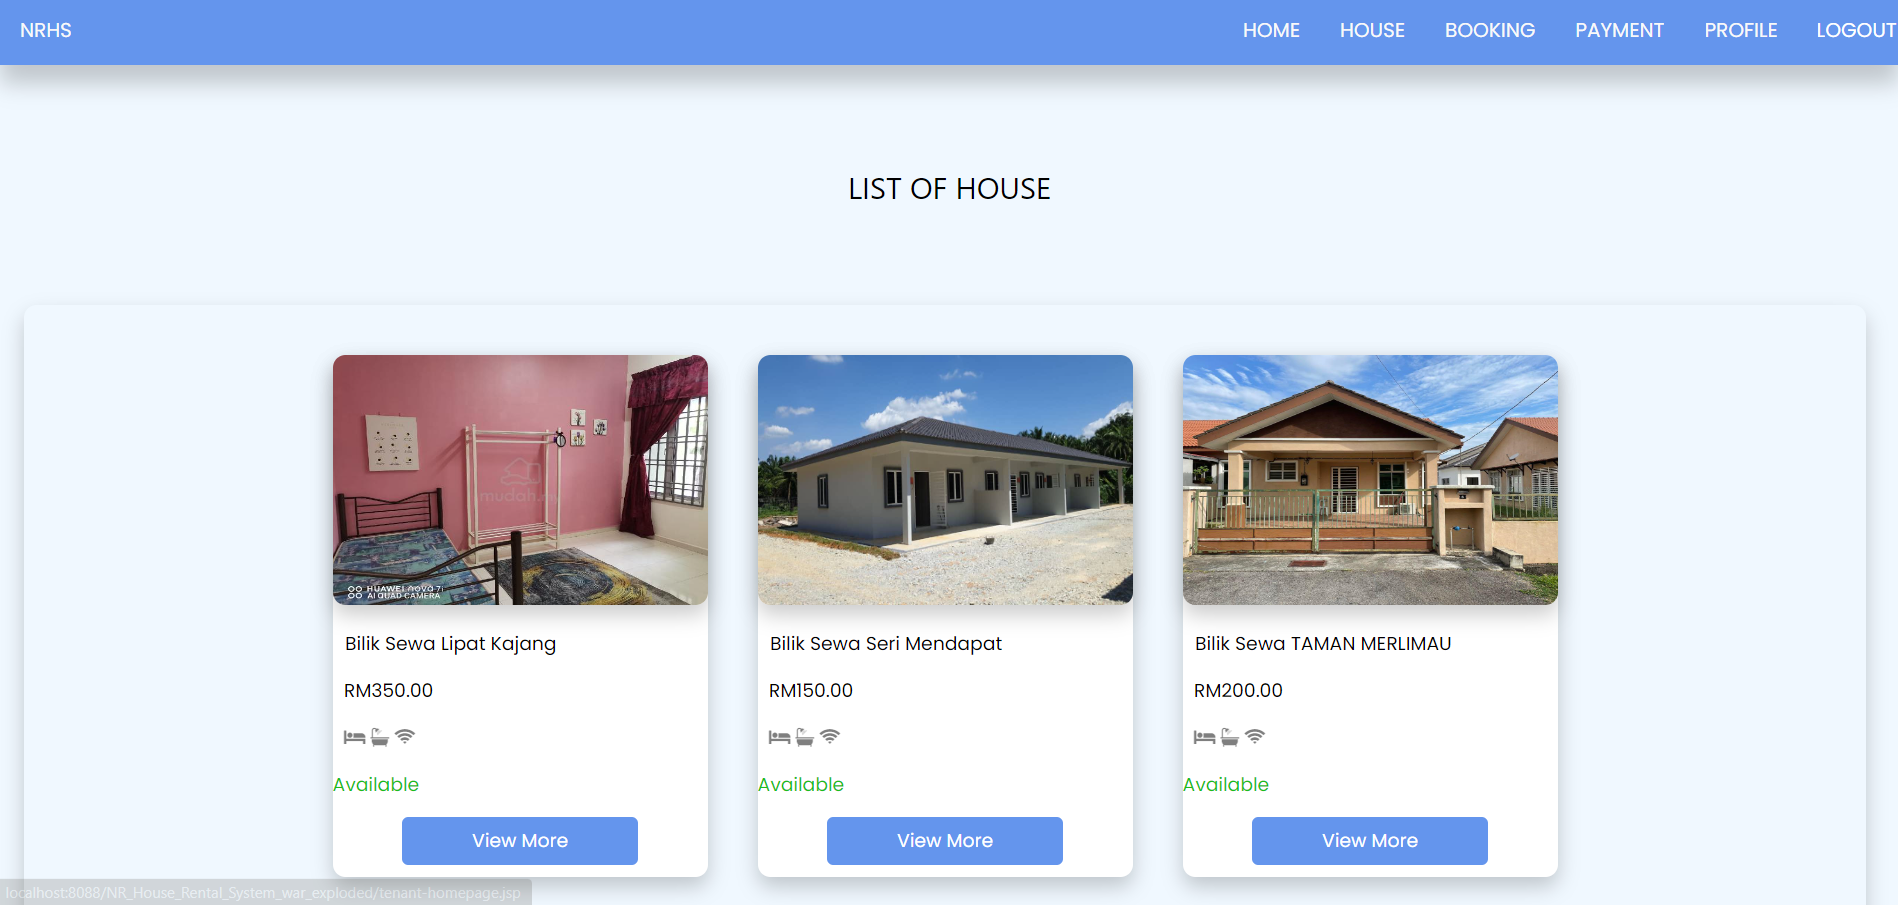 NRHS
HOME HOUSE BOOKING PAYMENT PROFILE LOGOUT
LIST OF HOUSE
mudah.m
HUAWEI nova 7i
AI QUAD CAMERA
Bilik Sewa Lipat Kajang
RM350.00
Available
View More
Bilik Sewa Seri Mendapat
RM150.00
Available
View More
Bilik Sewa TAMAN MERLIMAU
RM200.00
Available
View More
localhost:8088/NR_House_Rental_System_war_exploded/tenant-homepage.jsp